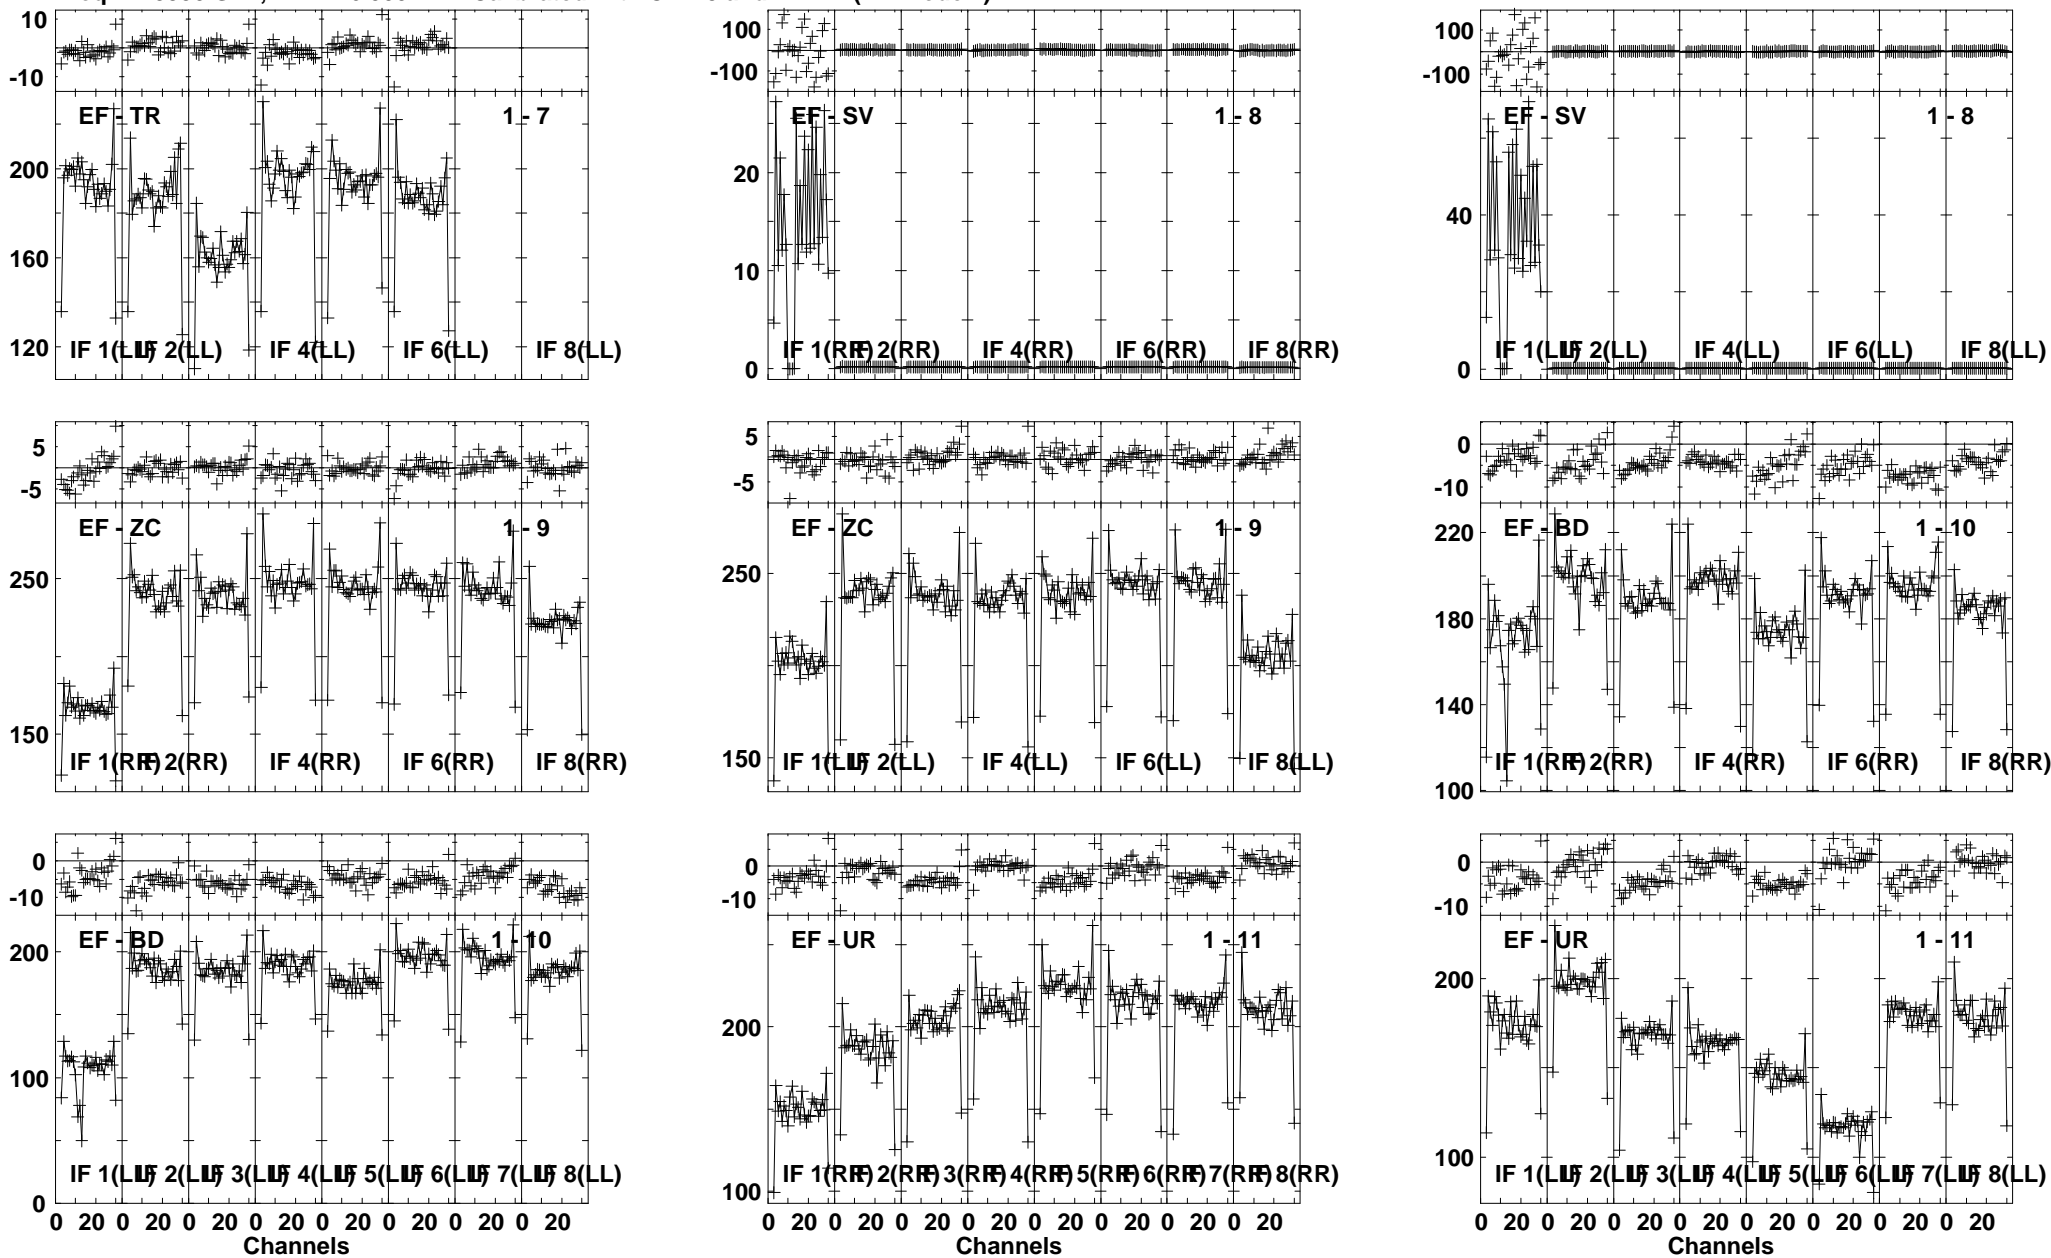 10
-10
EF - TR 1 - 7
200
160
120
IF 1(LL) IF 2(LL) IF 4(LL) IF 6(LL) IF 8(LL)
100
-100
EF - SV 1 - 8
20
10
0
IF 1(RR) IF 2(RR) IF 4(RR) IF 6(RR) IF 8(RR)
100
-100
EF - SV 1 - 8
40
0
IF 1(LL) IF 2(LL) IF 4(LL) IF 6(LL) IF 8(LL)
5
-5
EF - ZC 1 - 9
250
150
IF 1(RR) IF 2(RR) IF 4(RR) IF 6(RR) IF 8(RR)
5
-5
EF - ZC 1 - 9
250
150
IF 1(LL) IF 2(LL) IF 4(LL) IF 6(LL) IF 8(LL)
0
-10
EF - BD 1 - 10
220
180
140
100
IF 1(RR) IF 2(RR) IF 4(RR) IF 6(RR) IF 8(RR)
0
-10
EF - BD 1 - 10
200
100
0
IF 1(LL) IF 2(LL) IF 3(LL) IF 4(LL) IF 5(LL) IF 6(LL) IF 7(LL) IF 8(LL)
0 20 0 20 0 20 0 20 0 20 0 20 0 20 0 20
Channels
0
-10
EF - UR 1 - 11
200
100
IF 1(RR) IF 2(RR) IF 3(RR) IF 4(RR) IF 5(RR) IF 6(RR) IF 7(RR) IF 8(RR)
0 20 0 20 0 20 0 20 0 20 0 20 0 20 0 20
Channels
0
-10
EF - UR 1 - 11
200
100
IF 1(LL) IF 2(LL) IF 3(LL) IF 4(LL) IF 5(LL) IF 6(LL) IF 7(LL) IF 8(LL)
0 20 0 20 0 20 0 20 0 20 0 20 0 20 0 20
Channels